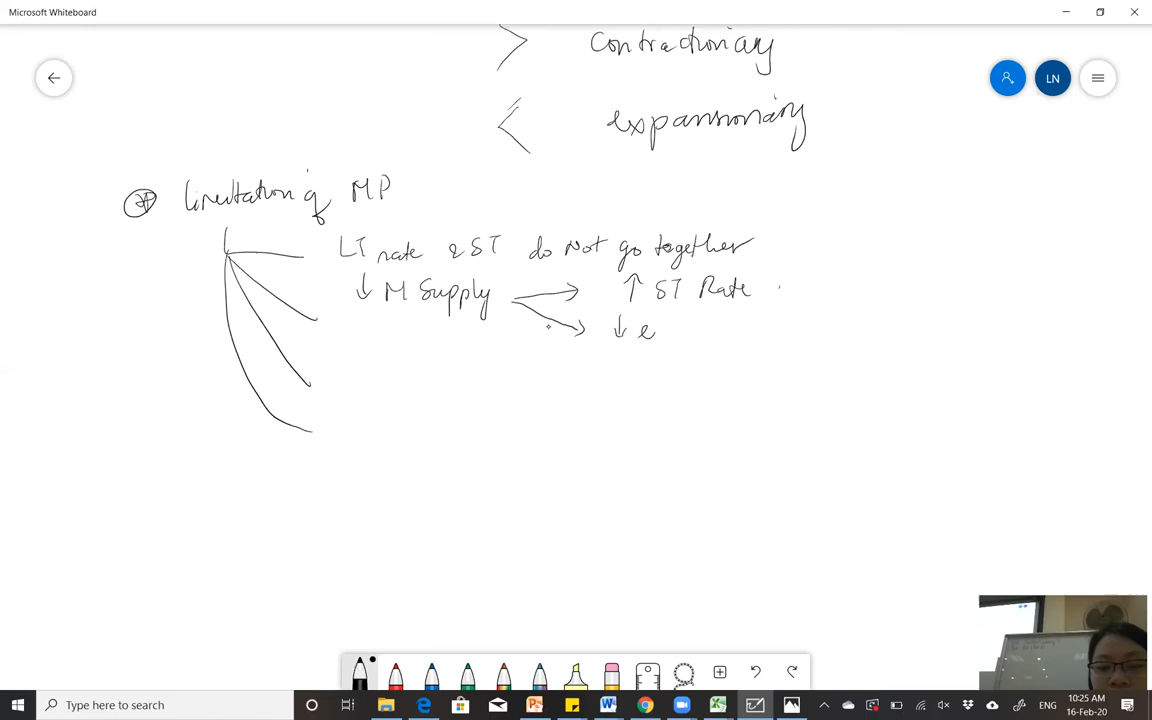 Microsoft Whiteboard
> contractionary
< expansionary
LN
limitation of MP
LT rate & ST do not go together
↓ M Supply → ↑ ST Rate
→ ↓ e
Type here to search
ENG
10:25 AM
16-Feb-20